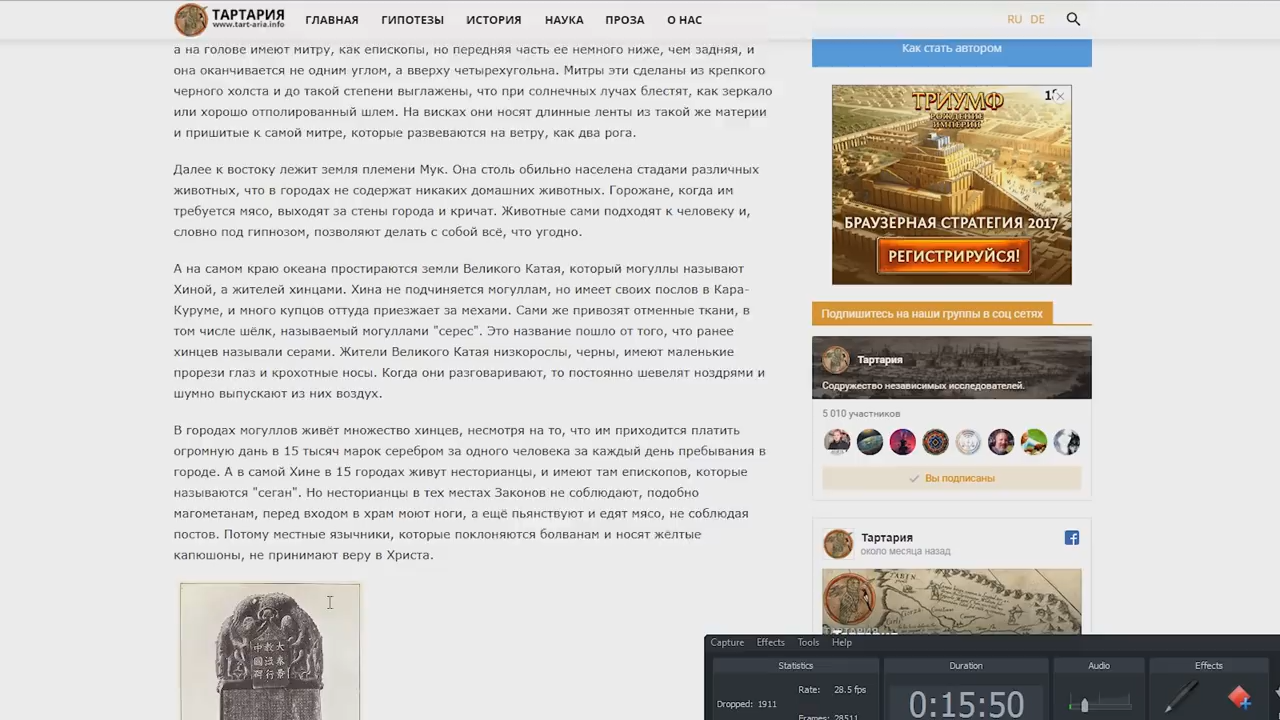 ТАРТАРИЯ
www.tart-aria.info
ГЛАВНАЯ ГИПОТЕЗЫ ИСТОРИЯ НАУКА ПРОЗА О НАС
RU DE
а на голове имеют митру, как епископы, но передняя часть ее немного ниже, чем задняя, и
она оканчивается не одним углом, а вверху четырехугольна. Митры эти сделаны из крепкого
черного холста и до такой степени выглажены, что при солнечных лучах блестят, как зеркало
или хорошо отполированный шлем. На висках они носят длинные ленты из такой же материи
и пришитые к самой митре, которые развеваются на ветру, как два рога.
Далее к востоку лежит земля племени Мук. Она столь обильно населена стадами различных
животных, что в городах не содержат никаких домашних животных. Горожане, когда им
требуется мясо, выходят за стены города и кричат. Животные сами подходят к человеку и,
словно под гипнозом, позволяют делать с собой всё, что угодно.
А на самом краю океана простираются земли Великого Катая, который могуллы называют
Хиной, а жителей хинцами. Хина не подчиняется могуллам, но имеет своих послов в Кара-
Куруме, и много купцов оттуда приезжает за мехами. Сами же привозят отменные ткани, в
том числе шёлк, называемый могуллами "серес". Это название пошло от того, что ранее
хинцев называли серами. Жители Великого Катая низкорослы, черны, имеют маленькие
прорези глаз и крохотные носы. Когда они разговаривают, то постоянно шевелят ноздрями и
шумно выпускают из них воздух.
В городах могуллов живёт множество хинцев, несмотря на то, что им приходится платить
огромную дань в 15 тысяч марок серебром за одного человека за каждый день пребывания в
городе. А в самой Хине в 15 городах живут несторианцы, и имеют там епископов, которые
называются "сеган". Но несторианцы в тех местах Законов не соблюдают, подобно
магометанам, перед входом в храм моют ноги, а ещё пьянствуют и едят мясо, не соблюдая
постов. Потому местные язычники, которые поклоняются болванам и носят жёлтые
капюшоны, не принимают веру в Христа.
Как стать автором
ТРИУМФ
РОЖДЕНИЕ
ИМПЕРИИ
БРАУЗЕРНАЯ СТРАТЕГИЯ 2017
РЕГИСТРИРУЙСЯ!
Подпишитесь на наши группы в соц сетях
Тартария
Содружество независимых исследователей.
5 010 участников
Вы подписаны
Тартария
около месяца назад
Capture Effects Tools Help
Statistics Duration Audio Effects
Rate: 28.5 fps
Dropped: 1911
Frames: 28511
0:15:50